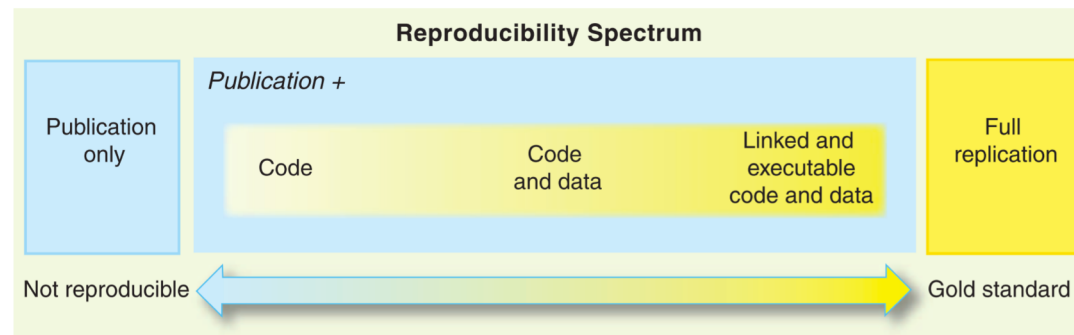 Reproducibility Spectrum
Publication
only
Publication +
Code
Code
and data
Linked and
executable
code and data
Full
replication
Not reproducible
Gold standard